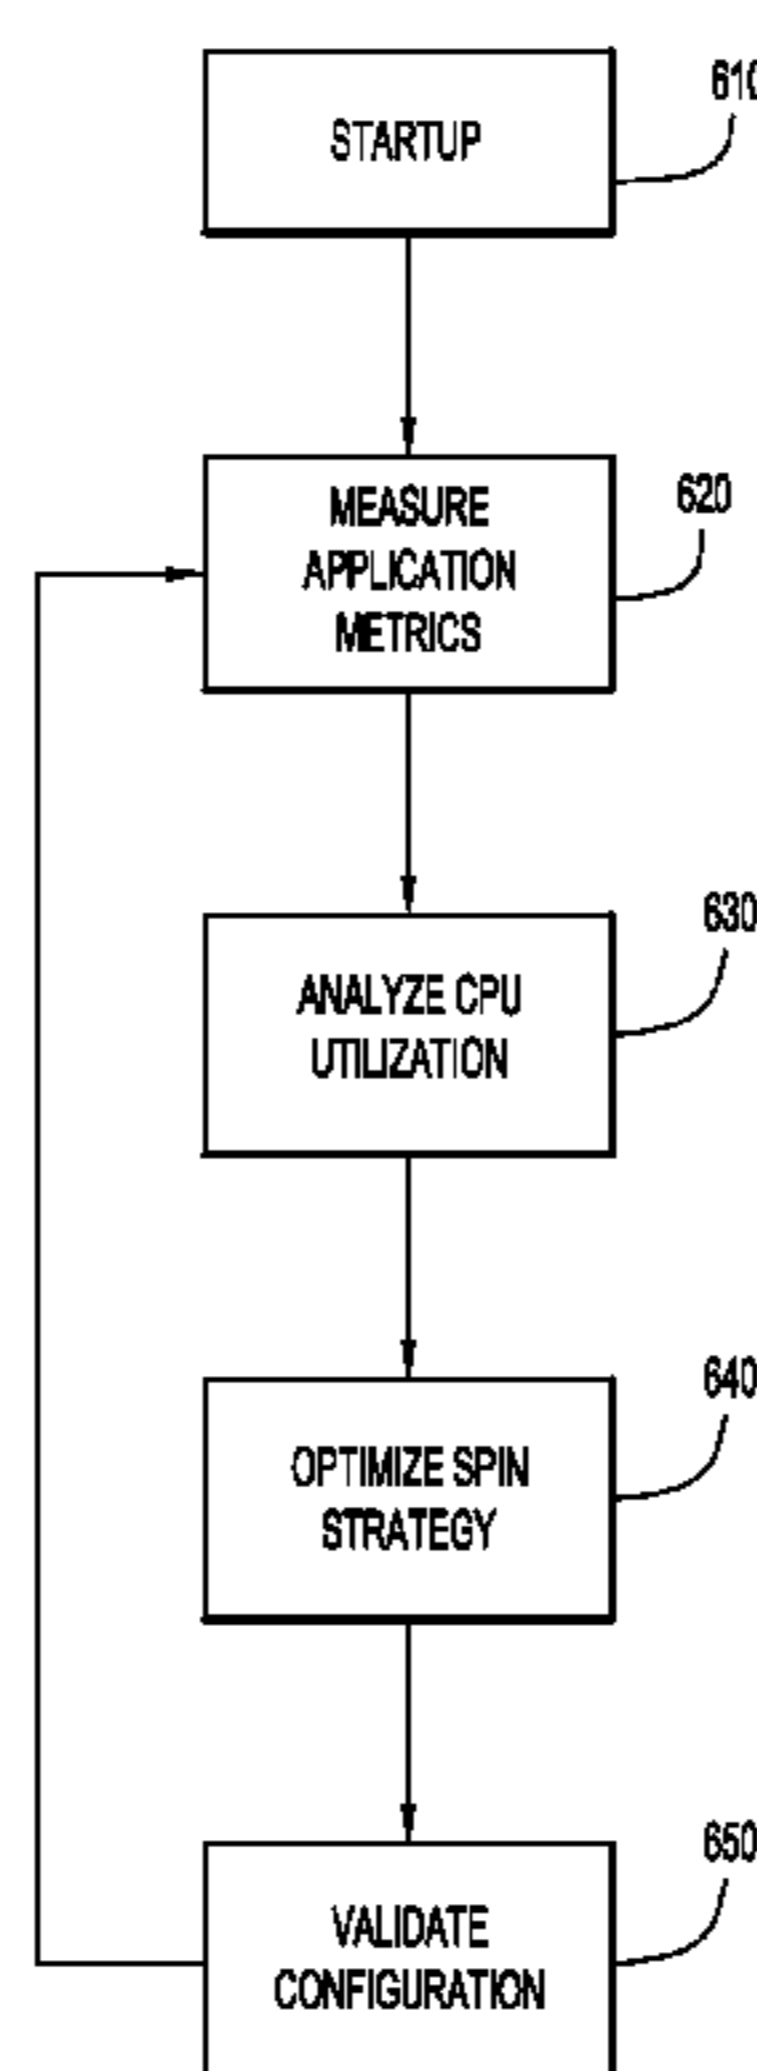 STARTUP
610
MEASURE
APPLICATION
METRICS
620
ANALYZE CPU
UTILIZATION
630
OPTIMIZE SPIN
STRATEGY
640
VALIDATE
CONFIGURATION
650